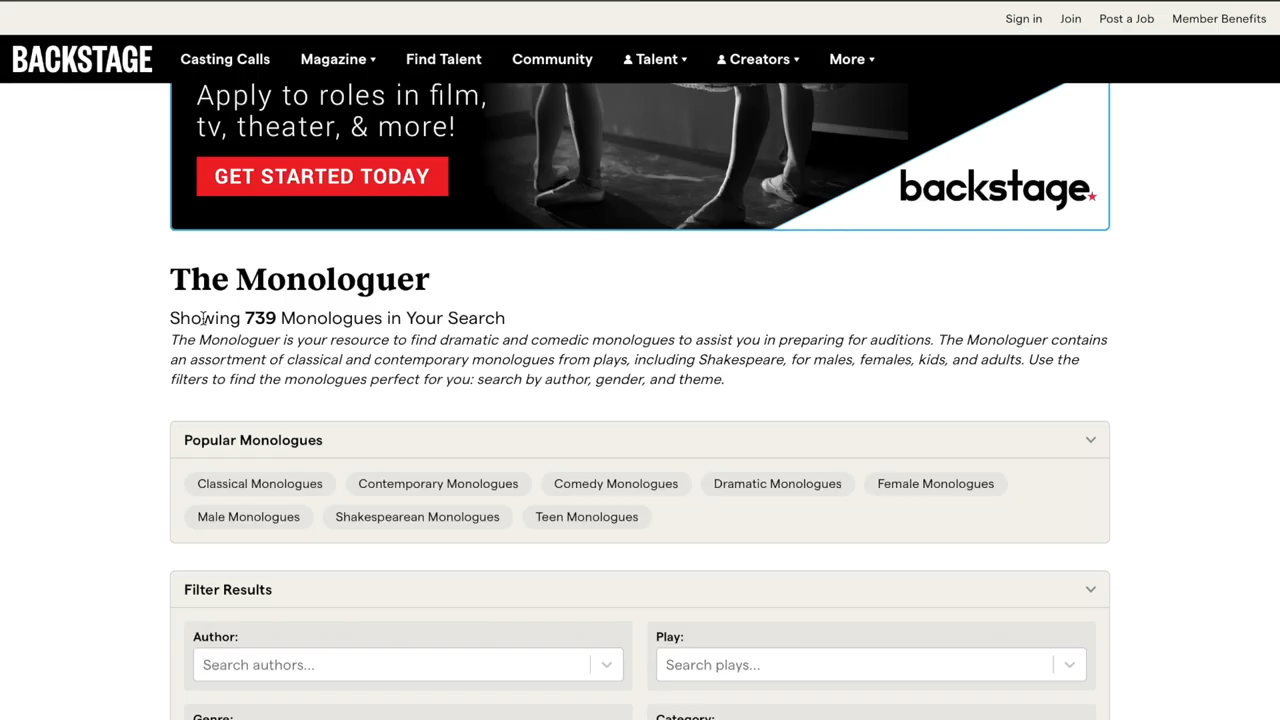 Sign in Join Post a Job Member Benefits
BACKSTAGE Casting Calls Magazine Find Talent Community Talent Creators More
Apply to roles in film,
tv, theater, & more!
GET STARTED TODAY
backstage
The Monologuer
Showing 739 Monologues in Your Search
The Monologuer is your resource to find dramatic and comedic monologues to assist you in preparing for auditions. The Monologuer contains
an assortment of classical and contemporary monologues from plays, including Shakespeare, for males, females, kids, and adults. Use the
filters to find the monologues perfect for you: search by author, gender, and theme.
Popular Monologues
Classical Monologues Contemporary Monologues Comedy Monologues Dramatic Monologues Female Monologues
Male Monologues Shakespearean Monologues Teen Monologues
Filter Results
Author: Play:
Search authors... Search plays...
Genre: Category: